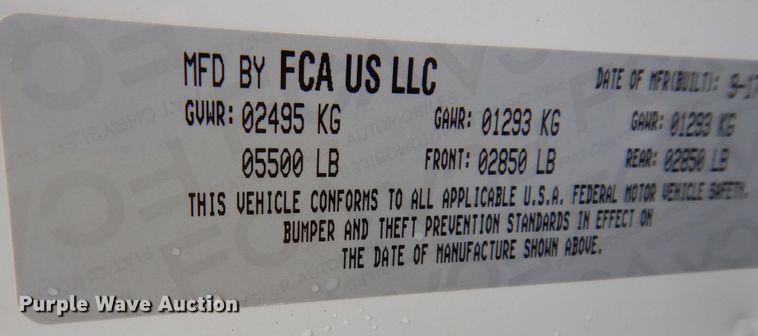 MFD BY FCA US LLC DATE OF MFR(BUILT): 9-17
GVWR: 02495 KG GAWR: 01293 KG GAWR: 01293 KG
05500 LB FRONT: 02850 LB REAR: 02850 LB
THIS VEHICLE CONFORMS TO ALL APPLICABLE U.S.A. FEDERAL MOTOR VEHICLE SAFETY,
BUMPER AND THEFT PREVENTION STANDARDS IN EFFECT ON
THE DATE OF MANUFACTURE SHOWN ABOVE.
Purple Wave Auction